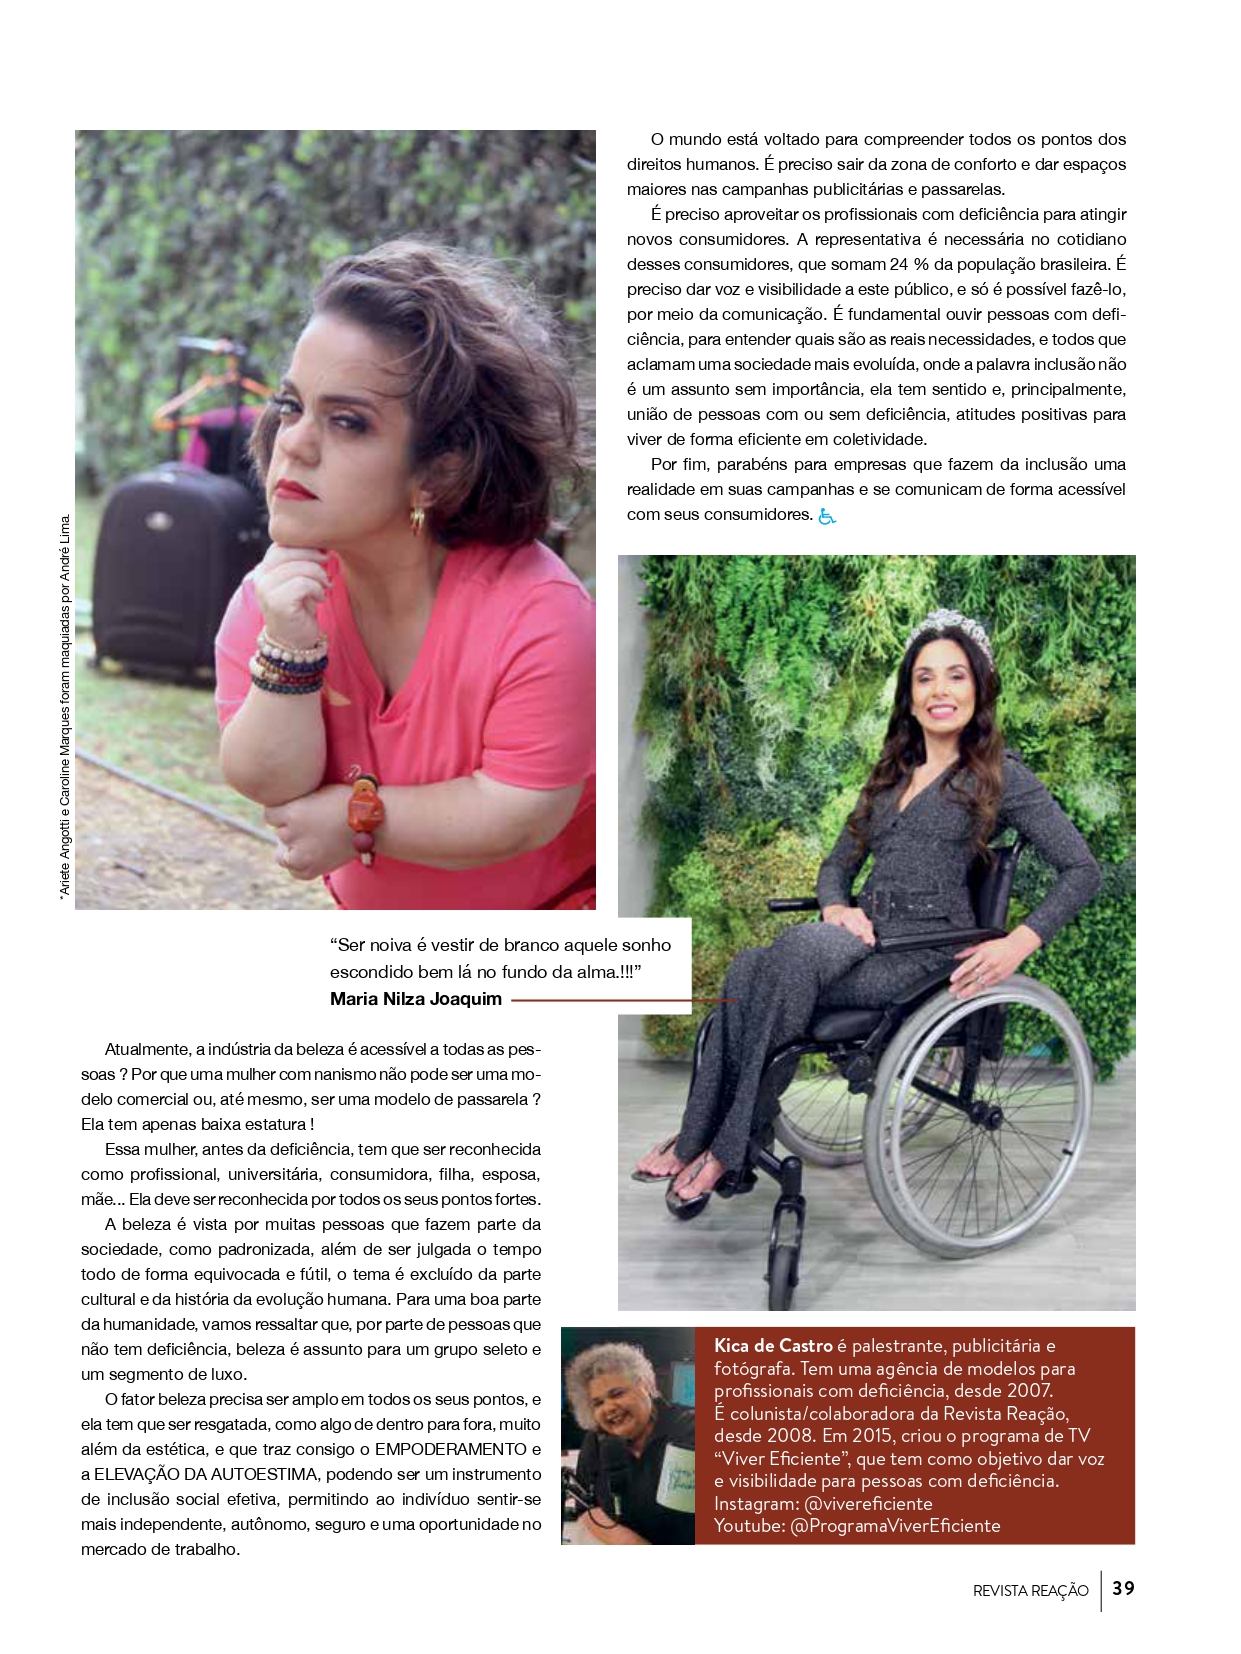 *Ariete Angotti e Caroline Marques foram maquiadas por André Lima.
“Ser noiva é vestir de branco aquele sonho
escondido bem lá no fundo da alma.!!!”
Maria Nilza Joaquim
Atualmente, a indústria da beleza é acessível a todas as pes-
soas ? Por que uma mulher com nanismo não pode ser uma mo-
delo comercial ou, até mesmo, ser uma modelo de passarela ?
Ela tem apenas baixa estatura !
Essa mulher, antes da deficiência, tem que ser reconhecida
como profissional, universitária, consumidora, filha, esposa,
mãe... Ela deve ser reconhecida por todos os seus pontos fortes.
A beleza é vista por muitas pessoas que fazem parte da
sociedade, como padronizada, além de ser julgada o tempo
todo de forma equivocada e fútil, o tema é excluído da parte
cultural e da história da evolução humana. Para uma boa parte
da humanidade, vamos ressaltar que, por parte de pessoas que
não tem deficiência, beleza é assunto para um grupo seleto e
um segmento de luxo.
O fator beleza precisa ser amplo em todos os seus pontos, e
ela tem que ser resgatada, como algo de dentro para fora, muito
além da estética, e que traz consigo o EMPODERAMENTO e
a ELEVAÇÃO DA AUTOESTIMA, podendo ser um instrumento
de inclusão social efetiva, permitindo ao indivíduo sentir-se
mais independente, autônomo, seguro e uma oportunidade no
mercado de trabalho.
O mundo está voltado para compreender todos os pontos dos
direitos humanos. É preciso sair da zona de conforto e dar espaços
maiores nas campanhas publicitárias e passarelas.
É preciso aproveitar os profissionais com deficiência para atingir
novos consumidores. A representativa é necessária no cotidiano
desses consumidores, que somam 24 % da população brasileira. É
preciso dar voz e visibilidade a este público, e só é possível fazê-lo,
por meio da comunicação. É fundamental ouvir pessoas com defi-
ciência, para entender quais são as reais necessidades, e todos que
aclamam uma sociedade mais evoluída, onde a palavra inclusão não
é um assunto sem importância, ela tem sentido e, principalmente,
união de pessoas com ou sem deficiência, atitudes positivas para
viver de forma eficiente em coletividade.
Por fim, parabéns para empresas que fazem da inclusão uma
realidade em suas campanhas e se comunicam de forma acessível
com seus consumidores.
Kica de Castro é palestrante, publicitária e
fotógrafa. Tem uma agência de modelos para
profissionais com deficiência, desde 2007.
É colunista/colaboradora da Revista Reação,
desde 2008. Em 2015, criou o programa de TV
“Viver Eficiente”, que tem como objetivo dar voz
e visibilidade para pessoas com deficiência.
Instagram: @vivereficiente
Youtube: @ProgramaViverEficiente
REVISTA REAÇÃO 39